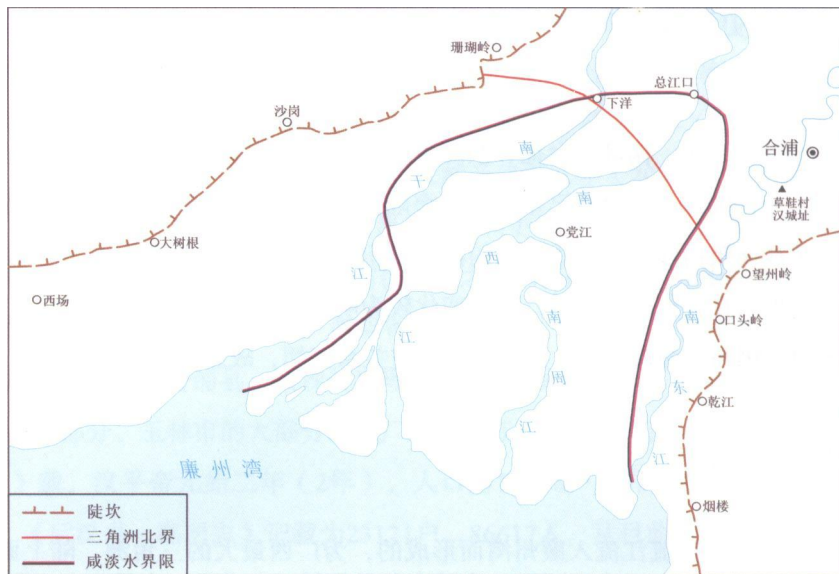 珊瑚岭
总江口
下洋
沙岗
合浦
草鞋村
汉城址
南干江
南西江
党江
大树根
西场
望州岭
口头岭
南周江
南东江
乾江
烟楼
廉州湾
陡坎
三角洲北界
咸淡水界限